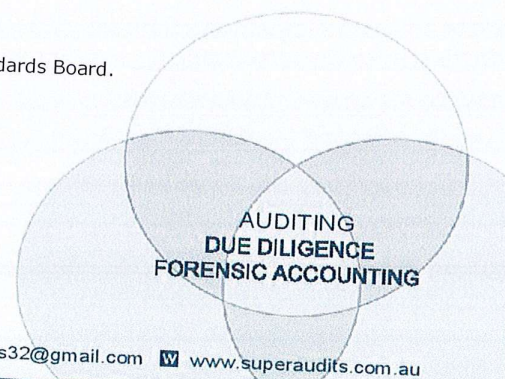 dards Board.
AUDITING
DUE DILIGENCE
FORENSIC ACCOUNTING
s32@gmail.com W www.superaudits.com.au